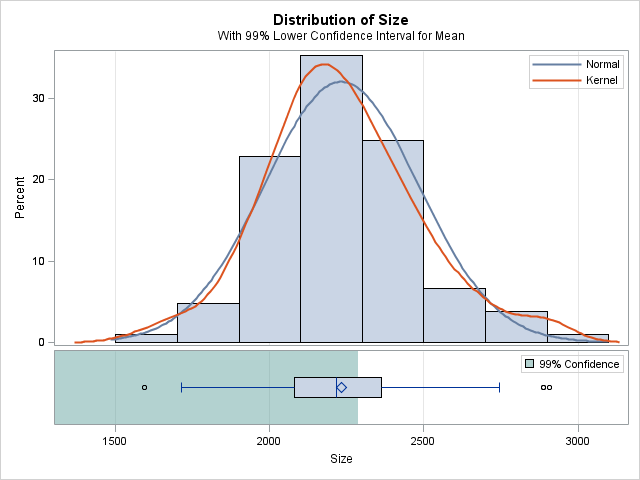 Distribution of Size
With 99% Lower Confidence Interval for Mean
Normal
Kernel
30
20
10
0
Percent
99% Confidence
1500 2000 2500 3000
Size